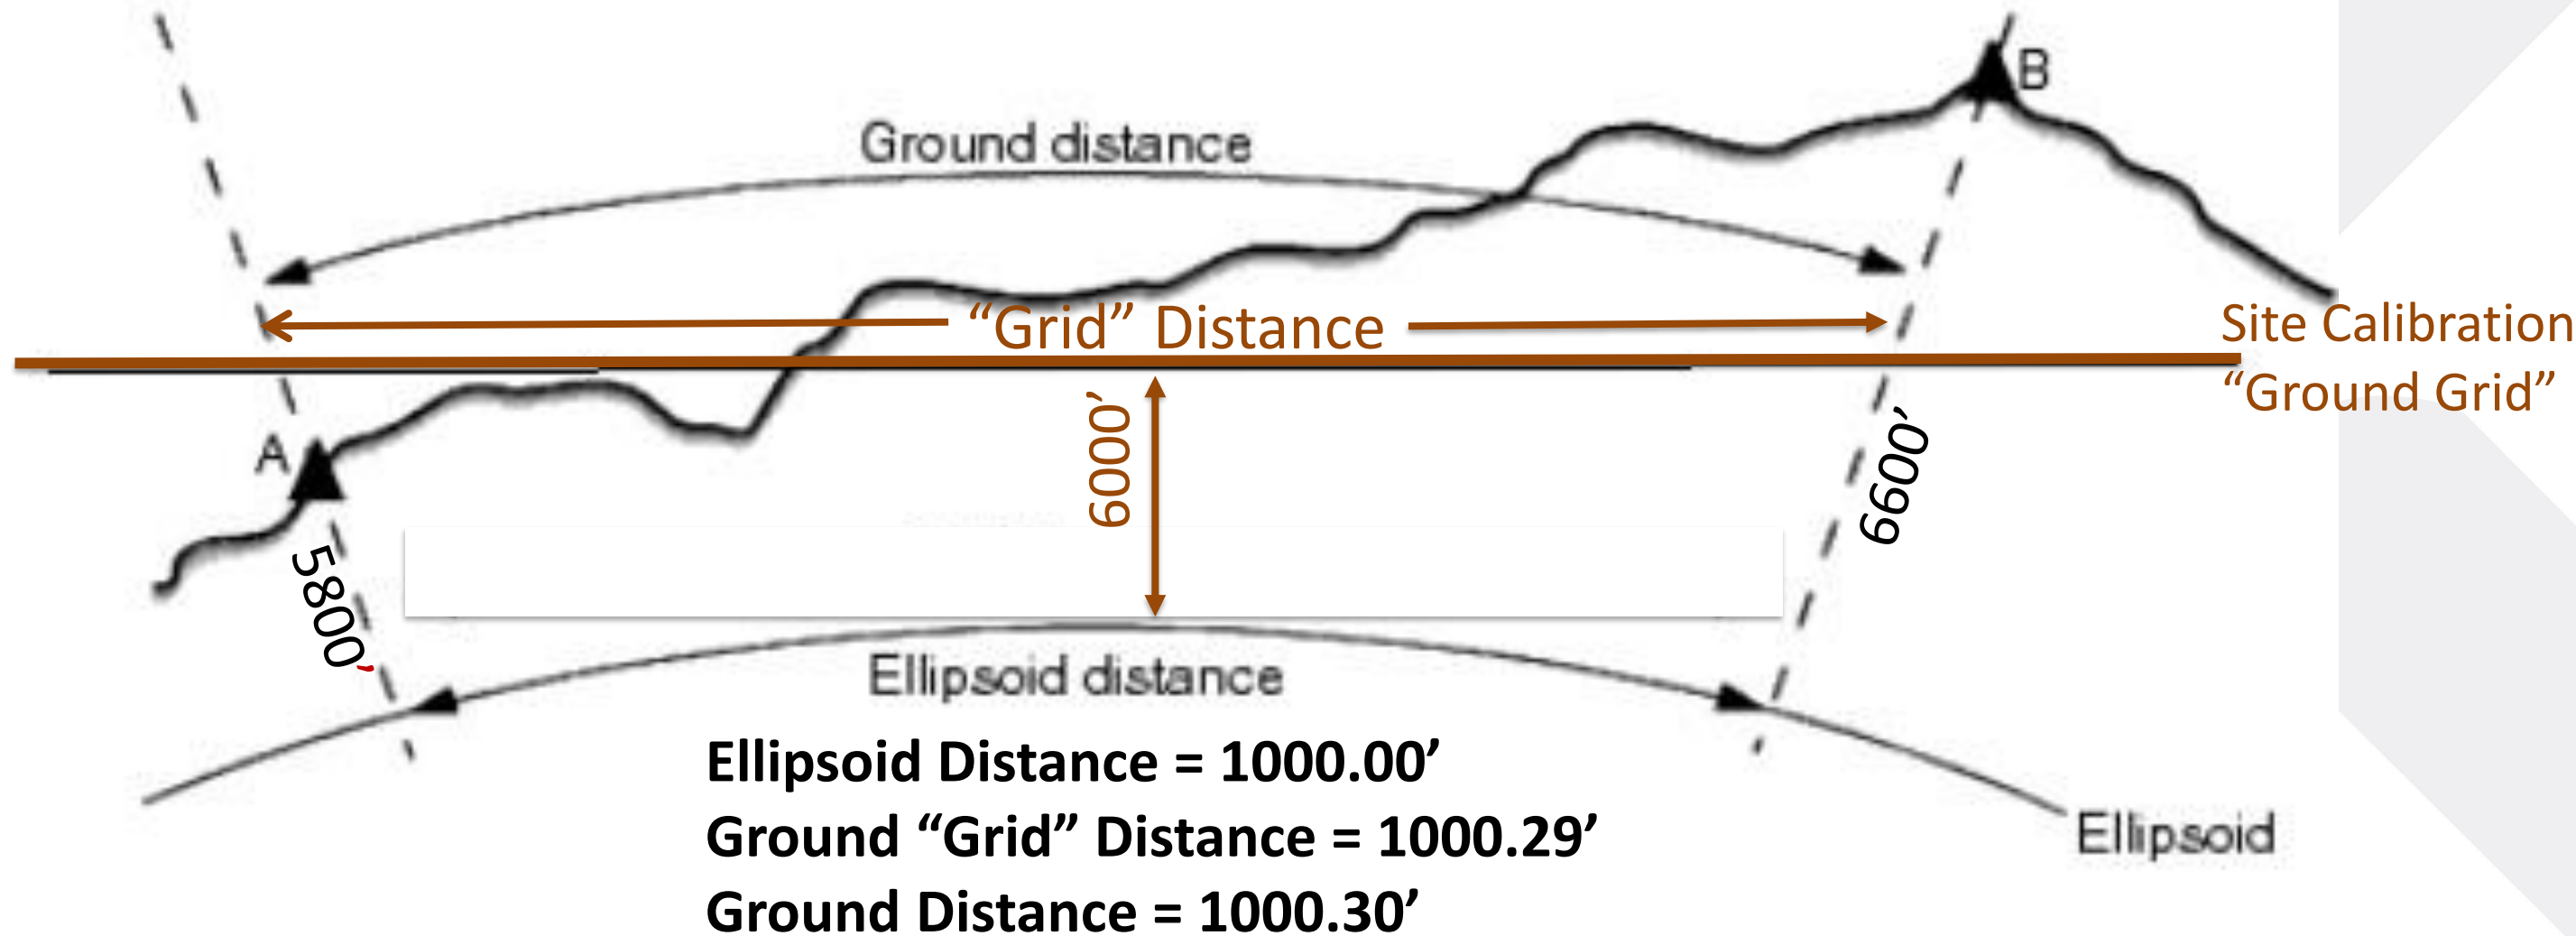 B
Ground distance
“Grid” Distance
Site Calibration
“Ground Grid”
6000’
A
6600’
5800’
Ellipsoid distance
Ellipsoid Distance = 1000.00’
Ground “Grid” Distance = 1000.29’
Ground Distance = 1000.30’
Ellipsoid